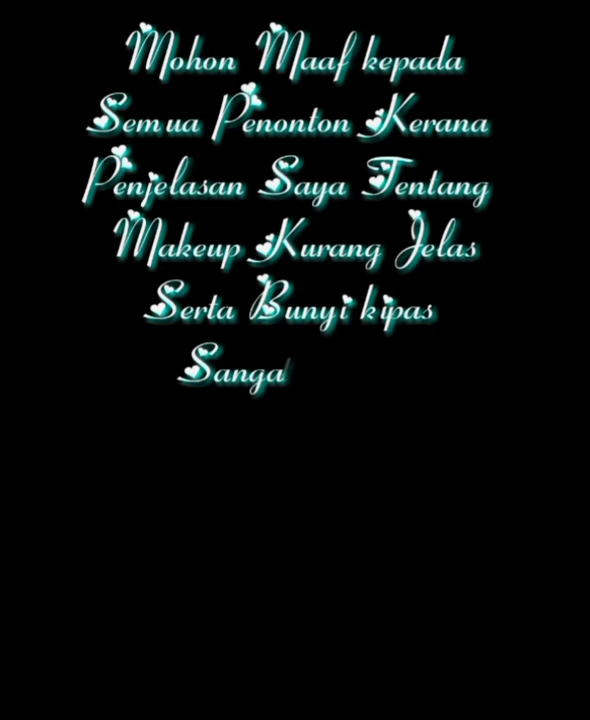 Mohon Maaf kepada
Semua Penonton Kerana
Penjelasan Saya Tentang
Makeup Kurang Jelas
Serta Bunyi kipas
Sanga